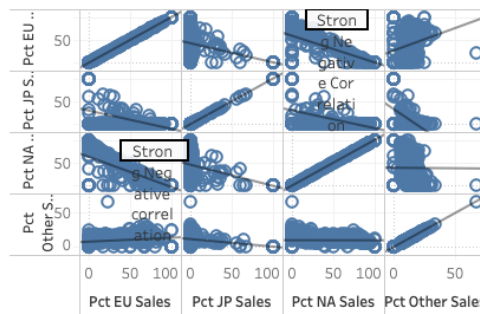 Stron
g Ne
gativ
e Cor
relati
on
Pct EU ..
50
Pct JP S..
50
Pct NA ..
50
Stron
g Neg
ative
correl
ation
Pct
Other S..
50
0
0 50 100 0 50 100 0 50 100 0 50
Pct EU Sales Pct JP Sales Pct NA Sales Pct Other Sales